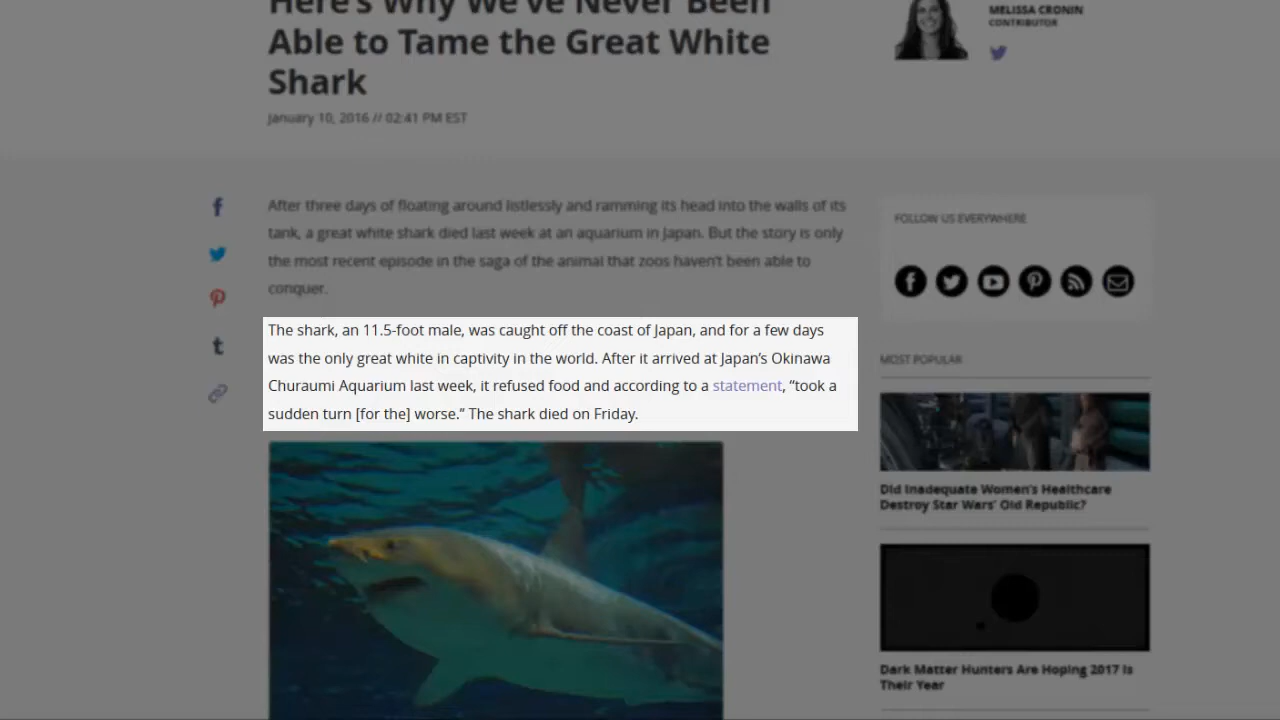 Here's Why We've Never Been
Able to Tame the Great White
Shark
January 10, 2016 // 02:41 PM EST
MELISSA CRONIN
CONTRIBUTOR
After three days of floating around listlessly and ramming its head into the walls of its
tank, a great white shark died last week at an aquarium in Japan. But the story is only
the most recent episode in the saga of the animal that zoos haven't been able to
conquer.
The shark, an 11.5-foot male, was caught off the coast of Japan, and for a few days
was the only great white in captivity in the world. After it arrived at Japan's Okinawa
Churaumi Aquarium last week, it refused food and according to a statement, “took a
sudden turn [for the] worse.” The shark died on Friday.
FOLLOW US EVERYWHERE
MOST POPULAR
Did Inadequate Women's Healthcare
Destroy Star Wars' Old Republic?
Dark Matter Hunters Are Hoping 2017 Is
Their Year